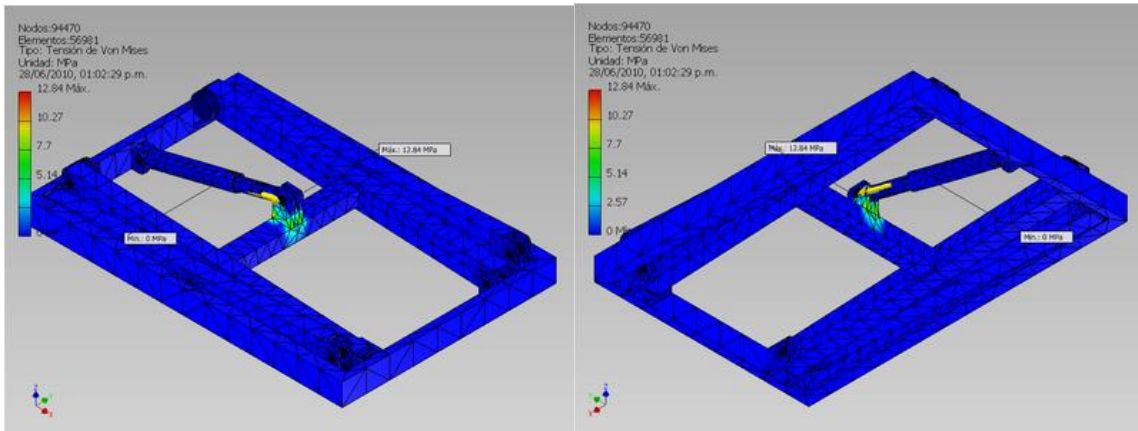 Nodos:94470
Elementos:56981
Tipo: Tensión de Von Mises
Unidad: MPa
28/06/2010, 01:02:29 p.m.
12.84 Máx.
10.27
7.7
5.14
Máx.: 12.84 MPa
Mín.: 0 MPa
Z
X
Nodos:94470
Elementos:56981
Tipo: Tensión de Von Mises
Unidad: MPa
28/06/2010, 01:02:29 p.m.
12.84 Máx.
10.27
7.7
5.14
2.57
0 Mín
Máx.: 12.84 MPa
Mín.: 0 MPa
Z
X